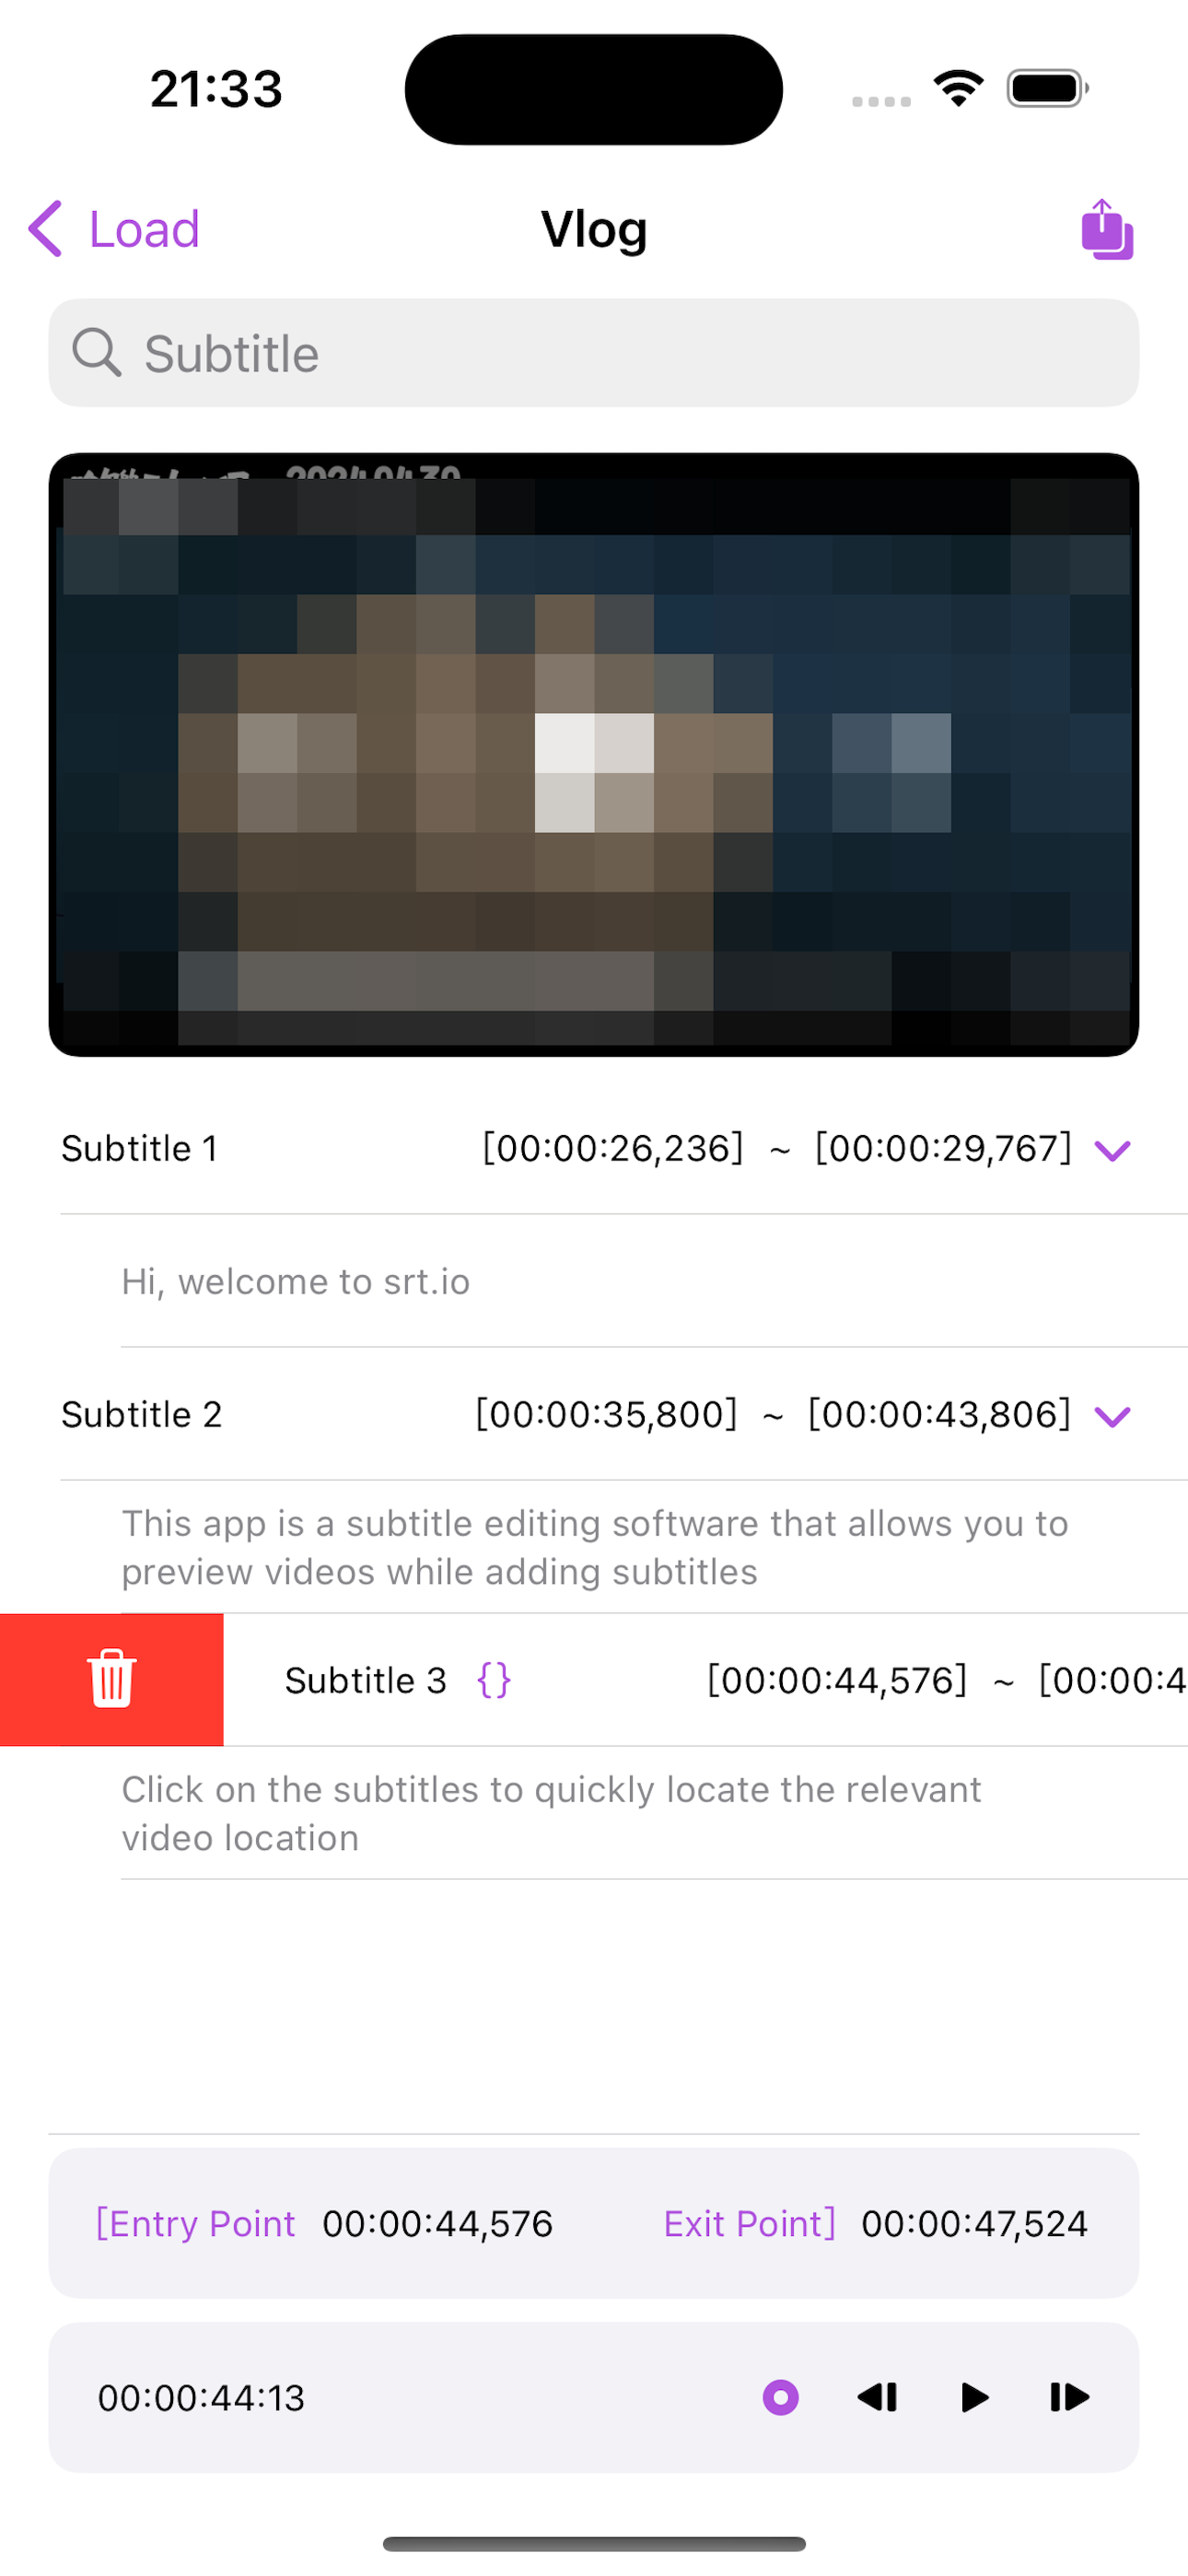 21:33
Load
Vlog
Subtitle
20240430
Subtitle 1 [00:00:26,236] ~ [00:00:29,767]
Hi, welcome to srt.io
Subtitle 2 [00:00:35,800] ~ [00:00:43,806]
This app is a subtitle editing software that allows you to
preview videos while adding subtitles
Subtitle 3 {} [00:00:44,576] ~ [00:00:4
Click on the subtitles to quickly locate the relevant
video location
[Entry Point 00:00:44,576 Exit Point] 00:00:47,524
00:00:44:13